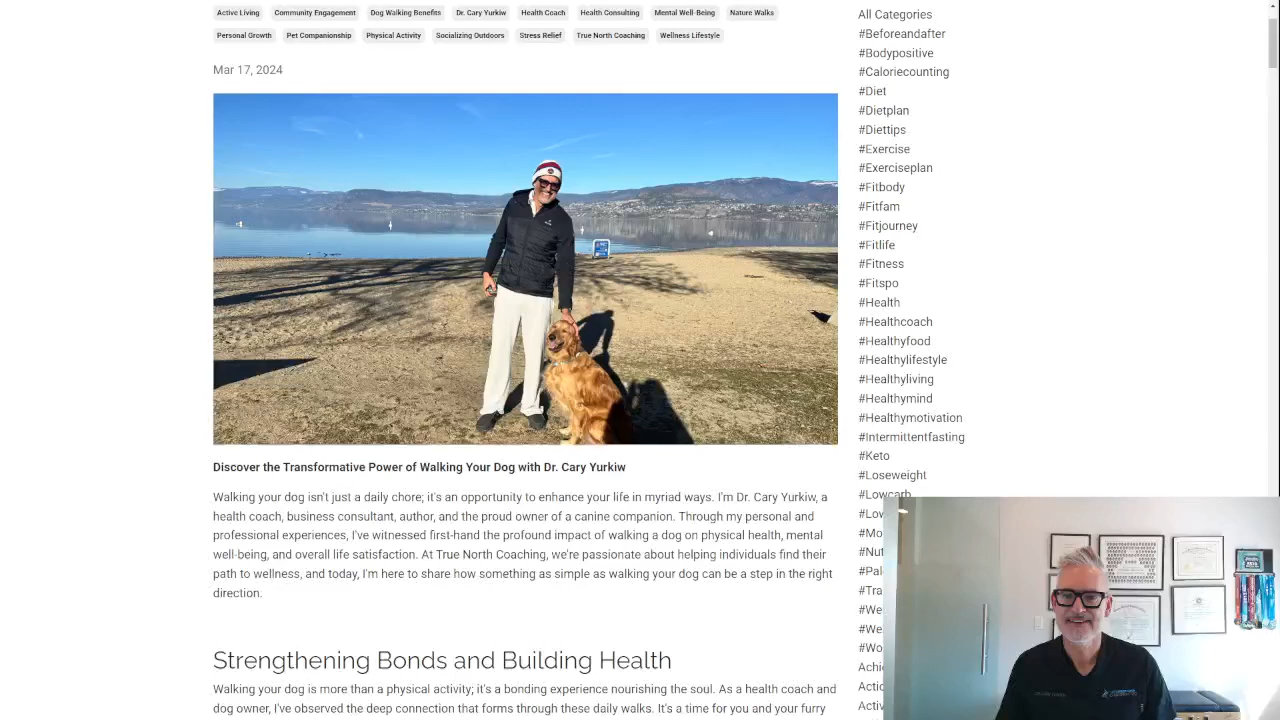 Active Living Community Engagement Dog Walking Benefits Dr. Cary Yurkiw Health Coach Health Consulting Mental Well-Being Nature Walks
Personal Growth Pet Companionship Physical Activity Socializing Outdoors Stress Relief True North Coaching Wellness Lifestyle
Mar 17, 2024
Discover the Transformative Power of Walking Your Dog with Dr. Cary Yurkiw
Walking your dog isn't just a daily chore; it's an opportunity to enhance your life in myriad ways. I'm Dr. Cary Yurkiw, a
health coach, business consultant, author, and the proud owner of a canine companion. Through my personal and
professional experiences, I've witnessed first-hand the profound impact of walking a dog on physical health, mental
well-being, and overall life satisfaction. At True North Coaching, we're passionate about helping individuals find their
path to wellness, and today, I'm here to share how something as simple as walking your dog can be a step in the right
direction.
Strengthening Bonds and Building Health
Walking your dog is more than a physical activity; it's a bonding experience nourishing the soul. As a health coach and
dog owner, I've observed the deep connection that forms through these daily walks. It's a time for you and your furry
All Categories
#Beforeandafter
#Bodypositive
#Caloriecounting
#Diet
#Dietplan
#Diettips
#Exercise
#Exerciseplan
#Fitbody
#Fitfam
#Fitjourney
#Fitlife
#Fitness
#Fitspo
#Health
#Healthcoach
#Healthyfood
#Healthylifestyle
#Healthyliving
#Healthymind
#Healthymotivation
#Intermittentfasting
#Keto
#Loseweight
#Lowcarb
#Lo
#Mo
#Nut
#Pal
#Tra
#We
#We
#Wo
Achi
Actio
Activ